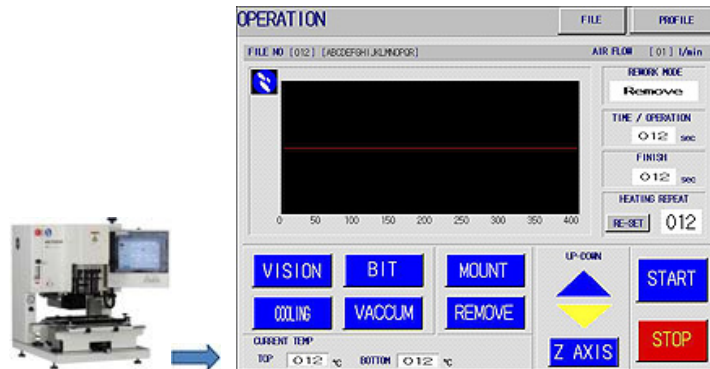 OPERATION
FILE
PROFILE
FILE NO [012] [ABCDEFGHIJKLMNOPQR]
AIR FLOW [01] l/min
REWORK MODE
Remove
TIME / OPERATION
012 sec
FINISH
012 sec
HEATING REPEAT
RE-SET 012
0 50 100 150 200 250 300 350 400
VISION
BIT
MOUNT
UP-DOWN
START
COOLING
VACCUM
REMOVE
Z AXIS
STOP
CURRENT TEMP
TOP 012 ℃ BOTTOM 012 ℃